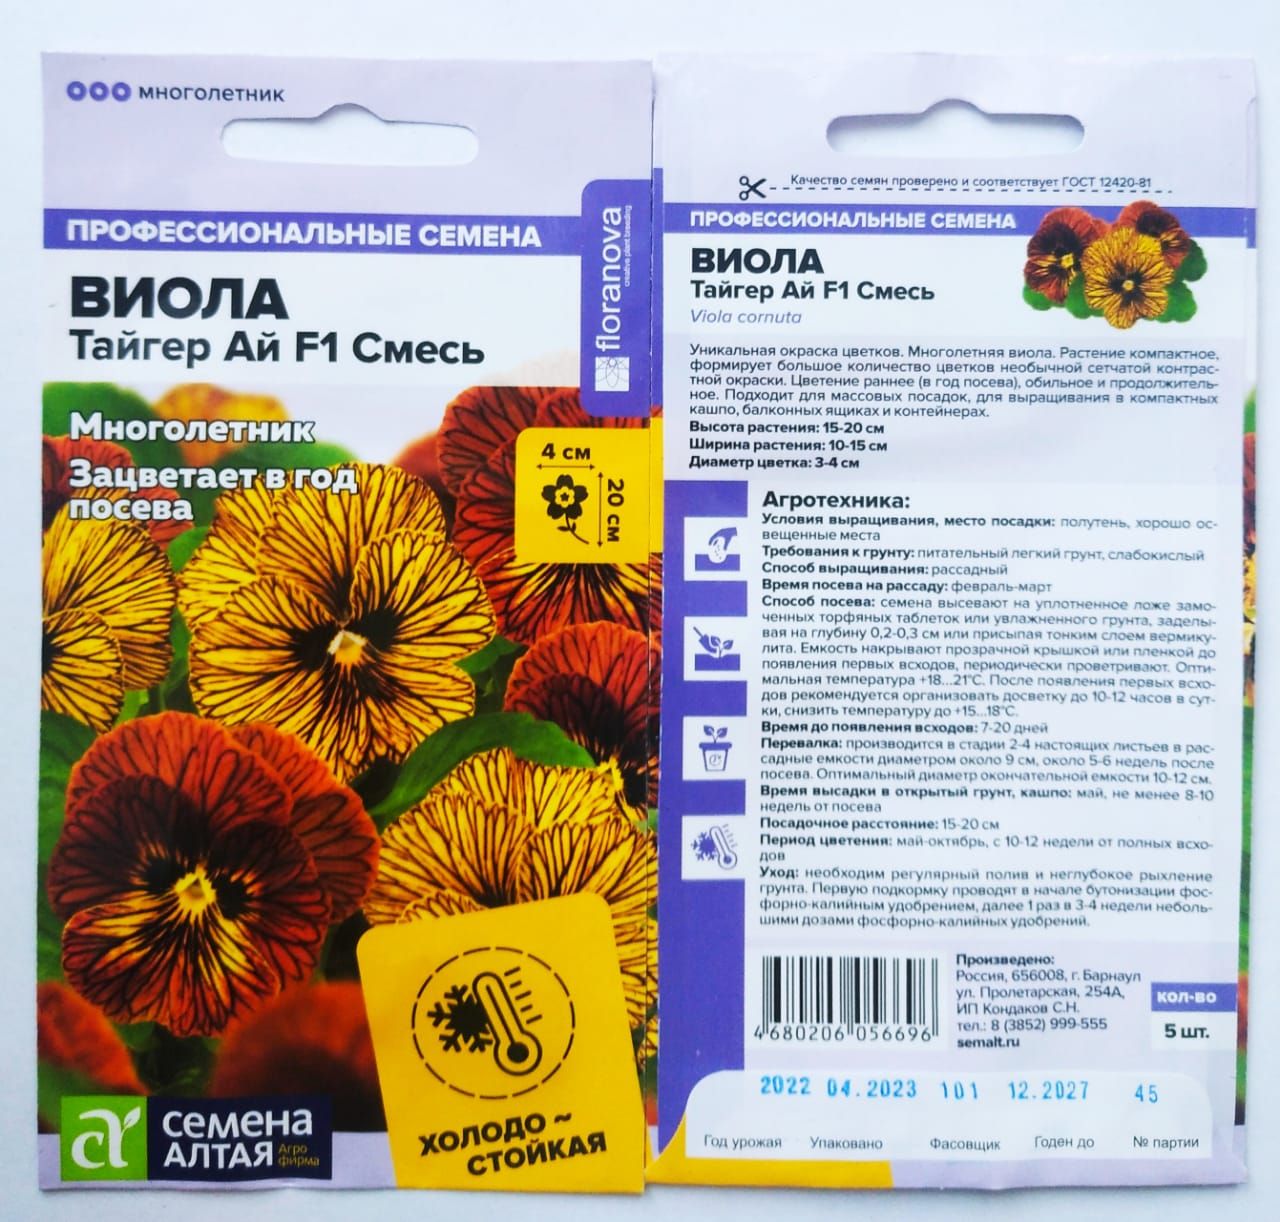 многолетник
ПРОФЕССИОНАЛЬНЫЕ СЕМЕНА
ВИОЛА
Тайгер Ай F1 Смесь
floranova
creative plant breeding
Многолетник
Зацветает в год
посева
4 см
20 см
ХОЛОДО ~
СТОЙКАЯ
семена
АЛТАЯ
Агро
фирма
Качество семян проверено и соответствует ГОСТ 12420-81
ПРОФЕССИОНАЛЬНЫЕ СЕМЕНА
ВИОЛА
Тайгер Ай F1 Смесь
Viola cornuta
Уникальная окраска цветков. Многолетняя виола. Растение компактное,
формирует большое количество цветков необычной сетчатой контрас-
тной окраски. Цветение раннее (в год посева), обильное и продолжитель-
ное. Подходит для массовых посадок, для выращивания в компактных
кашпо, балконных ящиках и контейнерах.
Высота растения: 15-20 см
Ширина растения: 10-15 см
Диаметр цветка: 3-4 см
Агротехника:
Условия выращивания, место посадки: полутень, хорошо ос-
вещенные места
Требования к грунту: питательный легкий грунт, слабокислый
Способ выращивания: рассадный
Время посева на рассаду: февраль-март
Способ посева: семена высевают на уплотненное ложе замо-
ченных торфяных таблеток или увлажненного грунта, заделы-
вая на глубину 0,2-0,3 см или присыпая тонким слоем вермику-
лита. Емкость накрывают прозрачной крышкой или пленкой до
появления первых всходов, периодически проветривают. Опти-
мальная температура +18...21°С. После появления первых всхо-
дов рекомендуется организовать досветку до 10-12 часов в сут-
ки, снизить температуру до +15...18°С.
Время до появления всходов: 7-20 дней
Перевалка: производится в стадии 2-4 настоящих листьев в рас-
садные емкости диаметром около 9 см, около 5-6 недель после
посева. Оптимальный диаметр окончательной емкости 10-12 см.
Время высадки в открытый грунт, кашпо: май, не менее 8-10
недель от посева
Посадочное расстояние: 15-20 см
Период цветения: май-октябрь, с 10-12 недели от полных всхо-
дов
Уход: необходим регулярный полив и неглубокое рыхление
грунта. Первую подкормку проводят в начале бутонизации фос-
форно-калийным удобрением, далее 1 раз в 3-4 недели неболь-
шими дозами фосфорно-калийных удобрений.
4 680206 056696
Произведено:
Россия, 656008, г. Барнаул
ул. Пролетарская, 254А,
ИП Кондаков С.Н.
тел.: 8 (3852) 999-555
semalt.ru
кол-во
5 шт.
2022 04.2023 101 12.2027 45
Год урожая Упаковано Фасовщик Годен до № партии